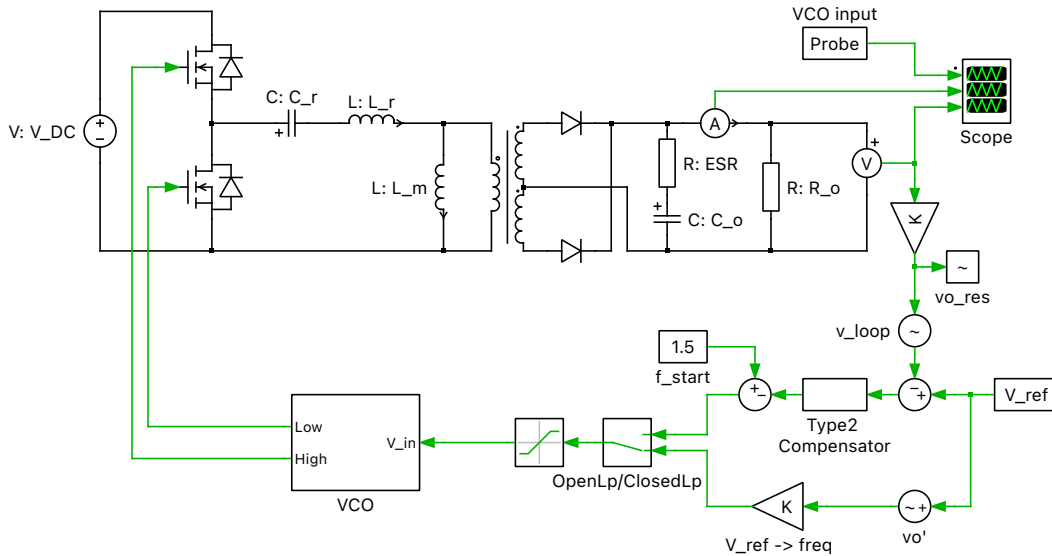 VCO input
Probe
Scope
C: C_r
L: L_r
V: V_DC
A
V
L: L_m
R: ESR
R: R_o
C: C_o
K
vo_res
v_loop
1.5
f_start
V_ref
Type2
Compensator
Low
High
V_in
VCO
OpenLp/ClosedLp
K
vo'
V_ref -> freq